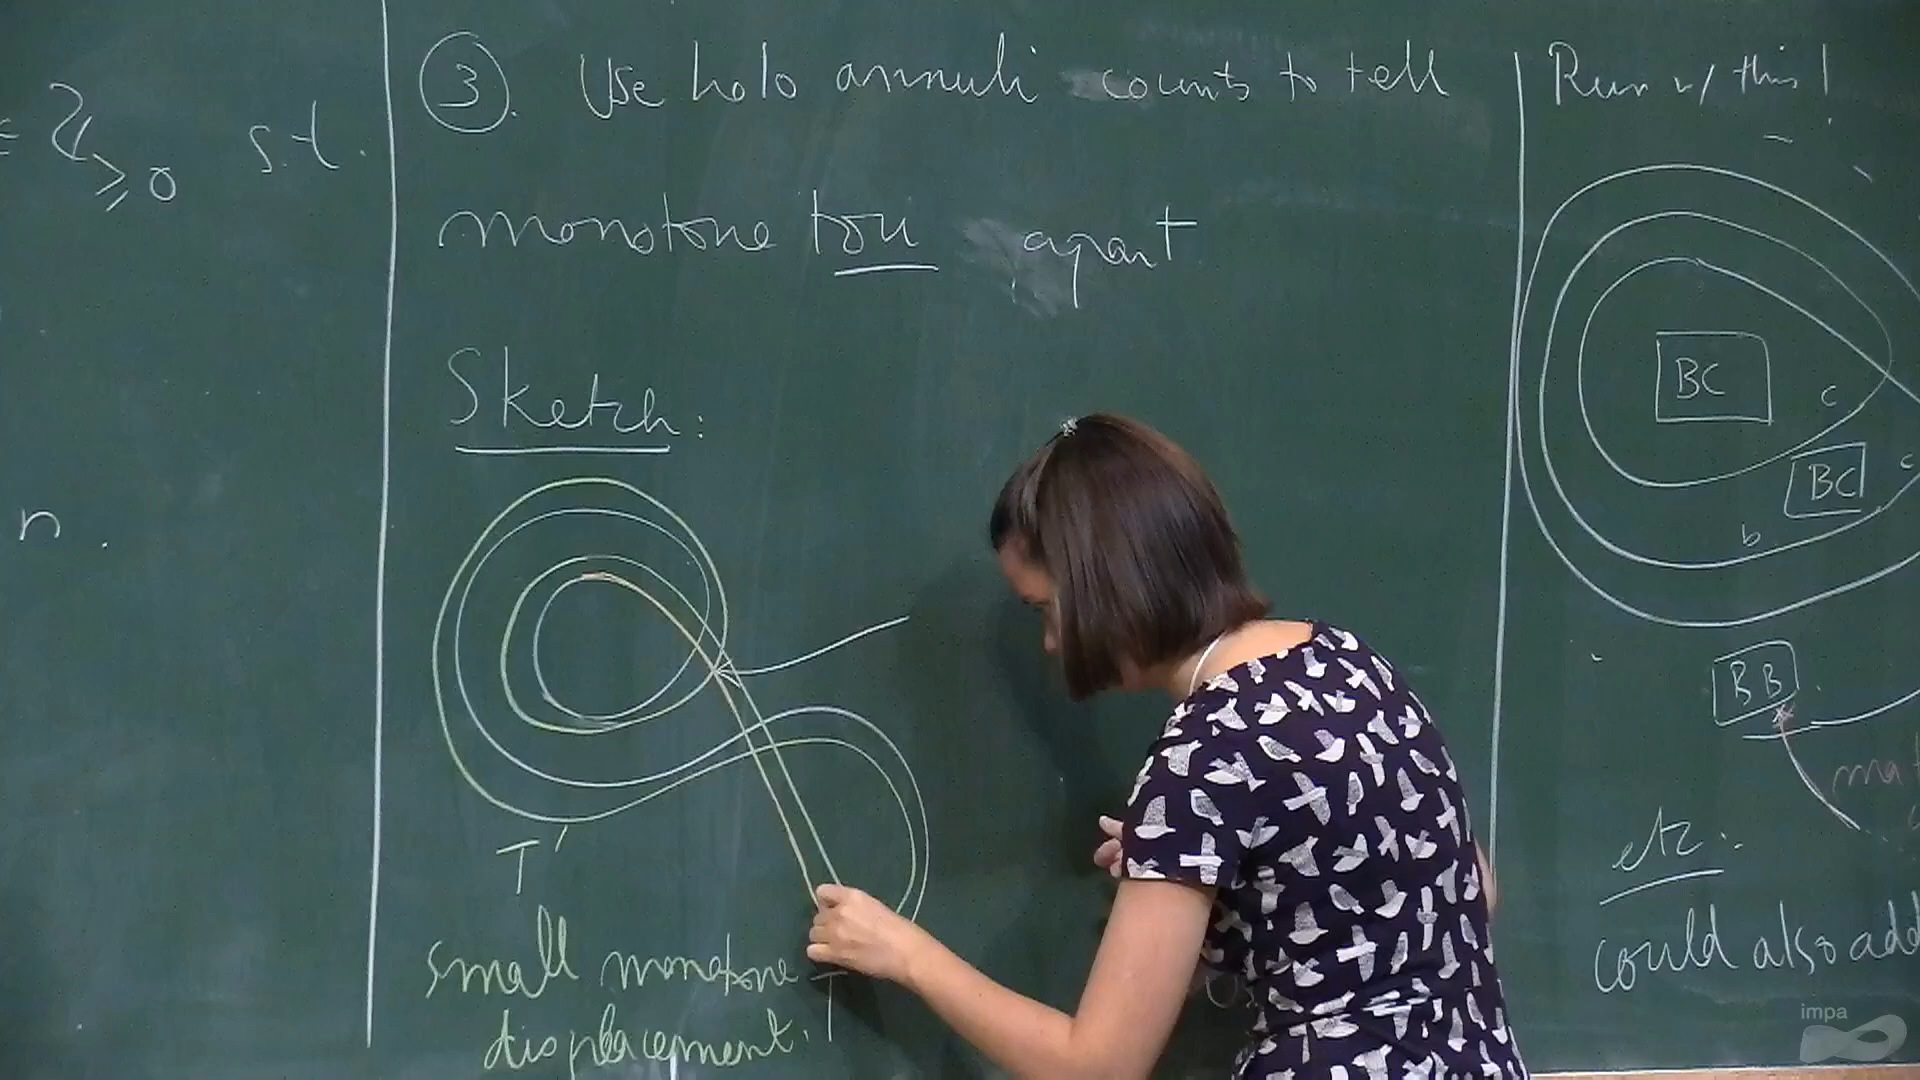 = ℤ≥0 s.t.
n.
③. Use holo annuli counts to tell
monotone tori apart
Sketch:
T'
small monotone
displacement.
T
Run w/ this!
BC
c
BC
c
b
BB
etc.
could also add
impa